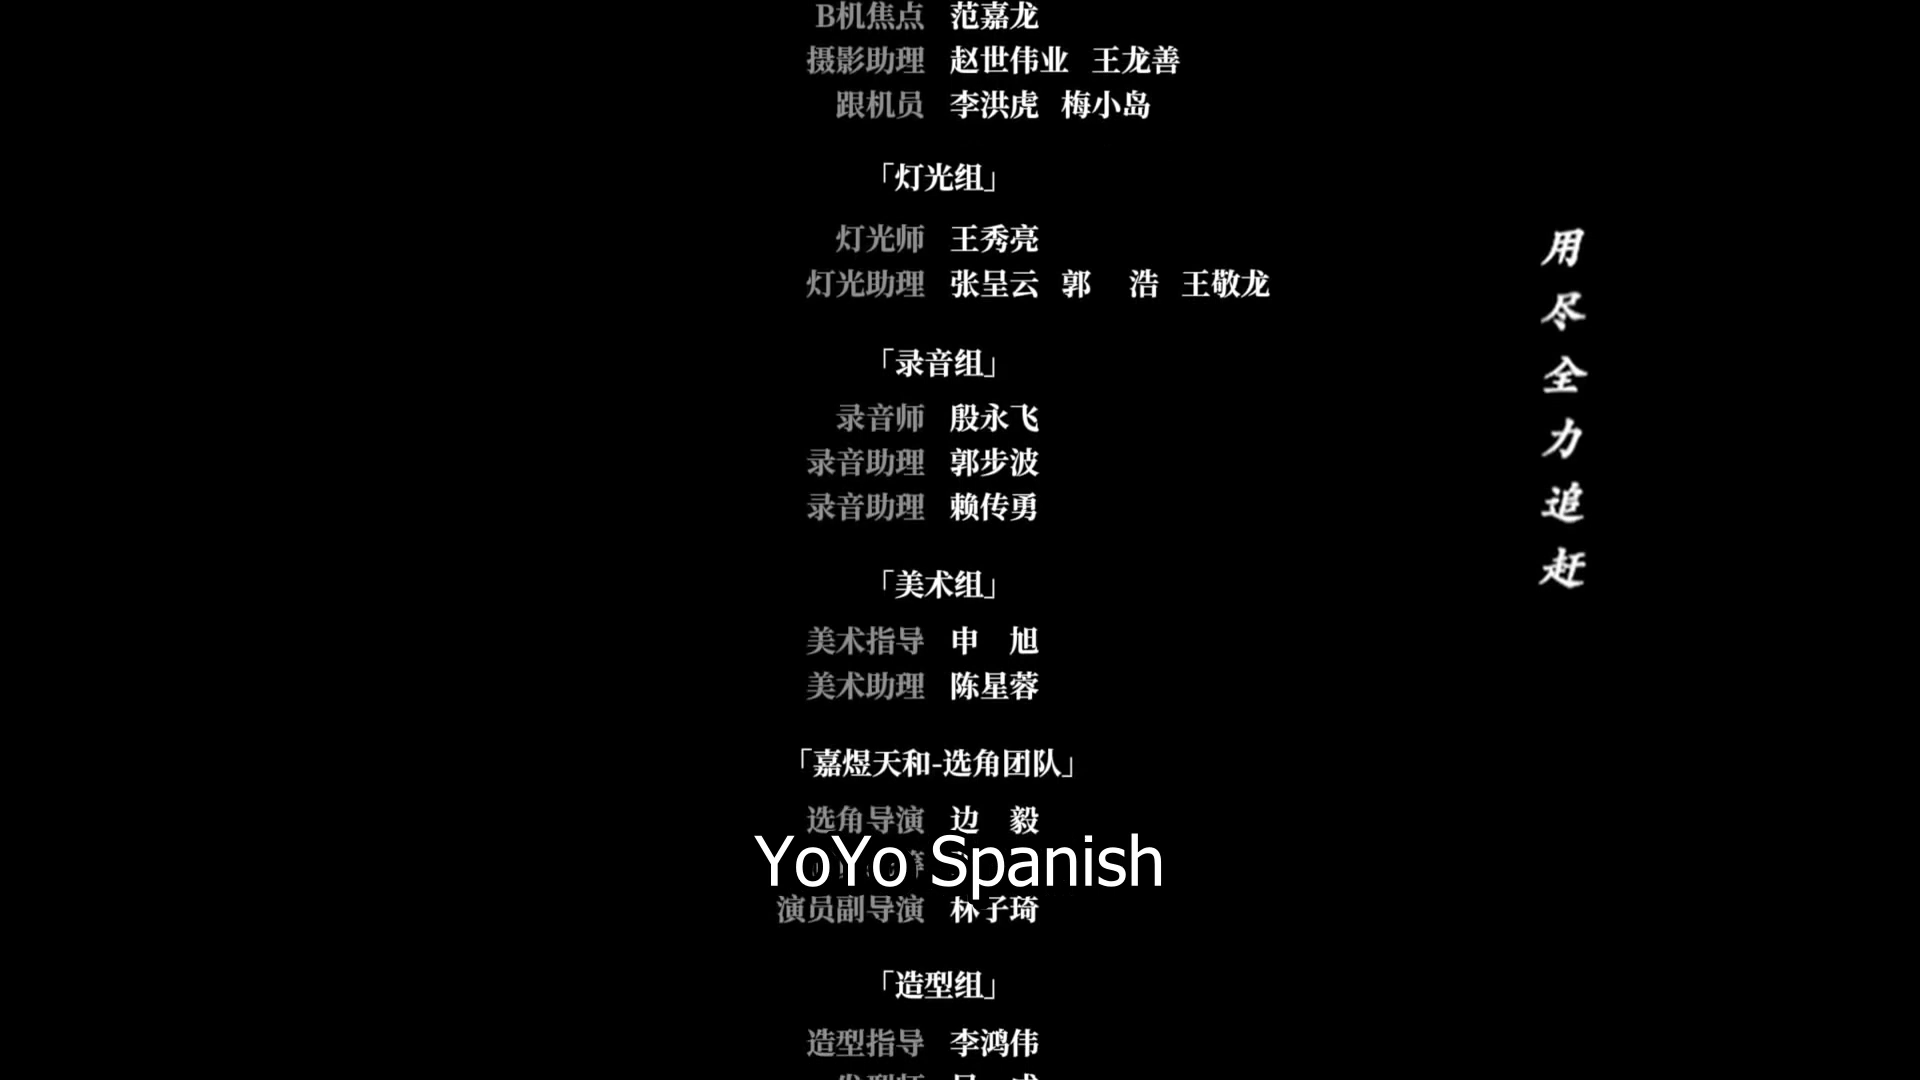 B机焦点 范嘉龙
摄影助理 赵世伟业 王龙善
跟机员 李洪虎 梅小岛
「灯光组」
灯光师 王秀亮
灯光助理 张呈云 郭 浩 王敬龙
「录音组」
录音师 殷永飞
录音助理 郭步波
录音助理 赖传勇
「美术组」
美术指导 申 旭
美术助理 陈星蓉
「嘉煜天和-选角团队」
选角导演 边 毅
YoYo Spanish
演员副导演 林子琦
「造型组」
造型指导 李鸿伟
用尽全力追赶